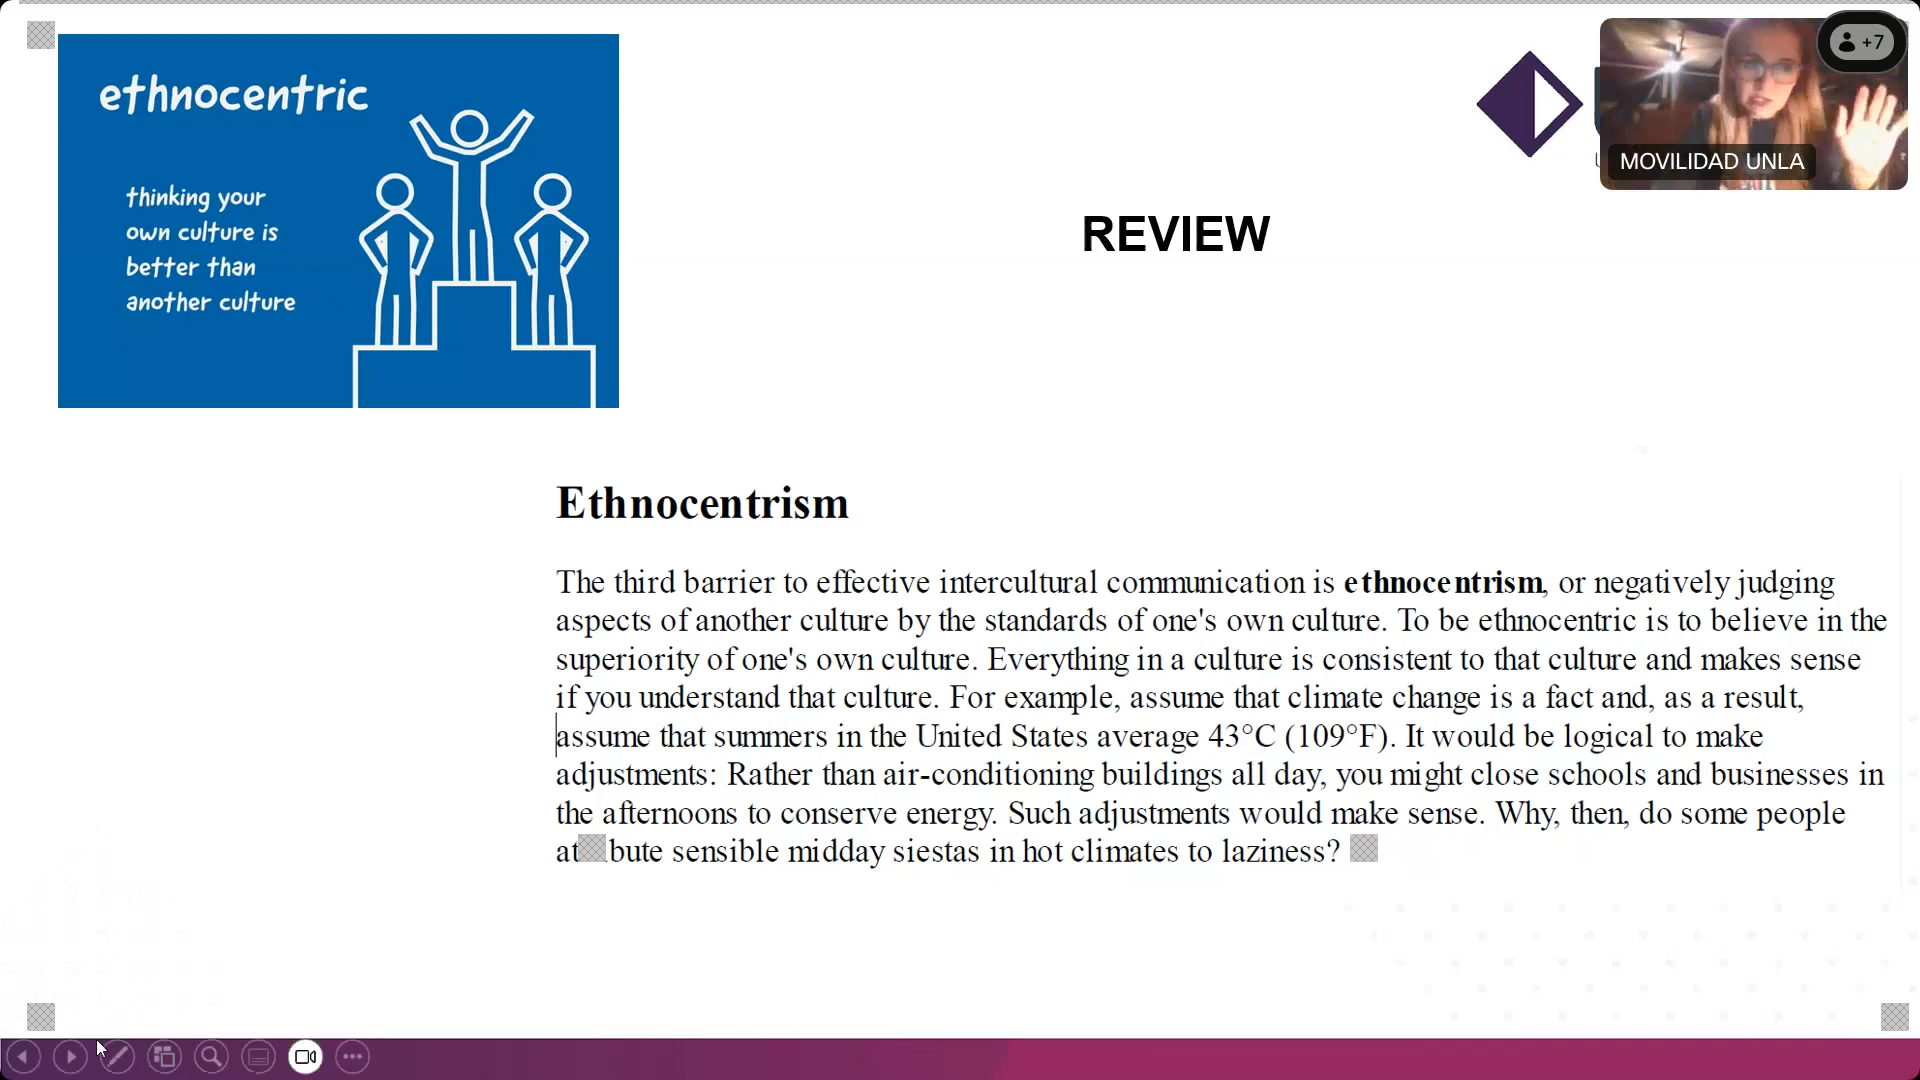 ethnocentric
thinking your
own culture is
better than
another culture
+7
MOVILIDAD UNLA
REVIEW
Ethnocentrism
The third barrier to effective intercultural communication is ethnocentrism, or negatively judging
aspects of another culture by the standards of one's own culture. To be ethnocentric is to believe in the
superiority of one's own culture. Everything in a culture is consistent to that culture and makes sense
if you understand that culture. For example, assume that climate change is a fact and, as a result,
assume that summers in the United States average 43°C (109°F). It would be logical to make
adjustments: Rather than air-conditioning buildings all day, you might close schools and businesses in
the afternoons to conserve energy. Such adjustments would make sense. Why, then, do some people
at bute sensible midday siestas in hot climates to laziness?